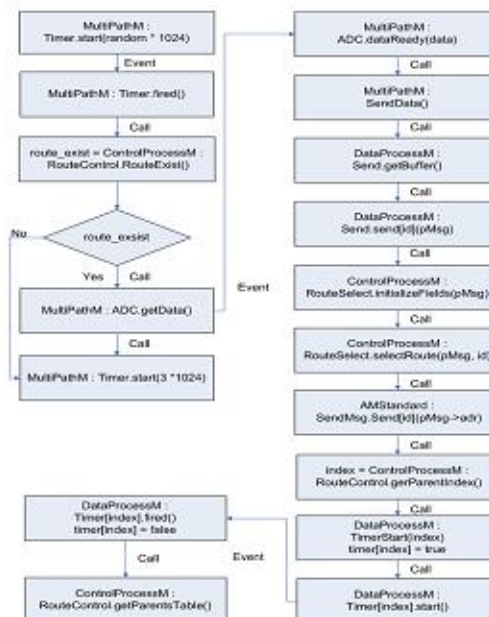 MultiPathM :
Timer.start(random * 1024)
Event
MultiPathM : Timer.fired()
Call
route_exist = ControlProcessM :
RouteControl.RouteExist()
route_exsist
No
Yes
Call
MultiPathM : ADC.getData()
Call
MultiPathM : Timer.start(3 *1024)
Event
MultiPathM :
ADC.dataReady(data)
Call
MultiPathM :
SendData()
Call
DataProcessM :
Send.getBuffer()
Call
DataProcessM :
Send.send[id](pMsg)
Call
ControlProcessM :
RouteSelect.initializeFields(pMsg)
Call
ControlProcessM :
RouteSelect.selectRoute(pMsg, id)
Call
AMStandard :
SendMsg.Send[id](pMsg->adr)
Call
index = ControlProcessM :
RouteControl.gerParentIndex()
Call
DataProcessM :
TimerStart(index)
timer[index] = true
Call
DataProcessM :
Timer[index].start()
Event
DataProcessM :
Timer[index].fired()
timer[index] = false
Call
ControlProcessM :
RouteControl.getParentsTable()